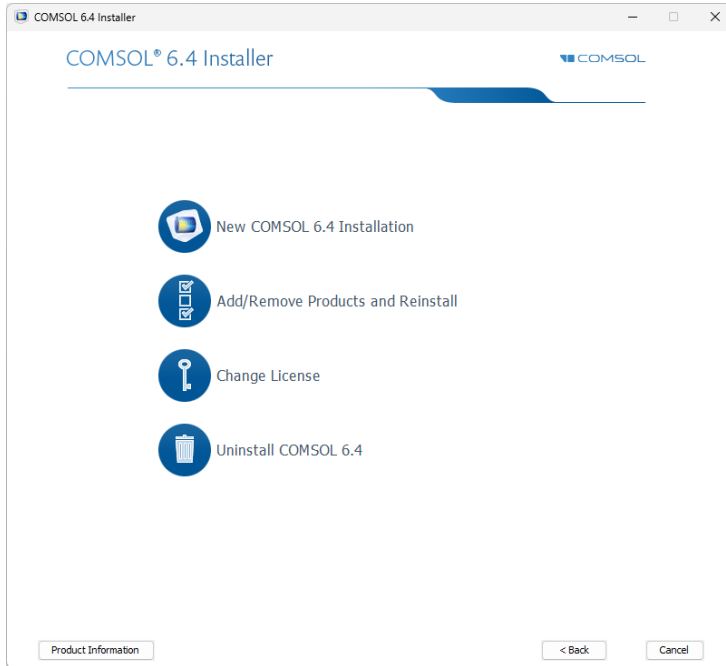 COMSOL 6.4 Installer
COMSOL® 6.4 Installer
COMSOL
New COMSOL 6.4 Installation
Add/Remove Products and Reinstall
Change License
Uninstall COMSOL 6.4
Product Information
< Back
Cancel